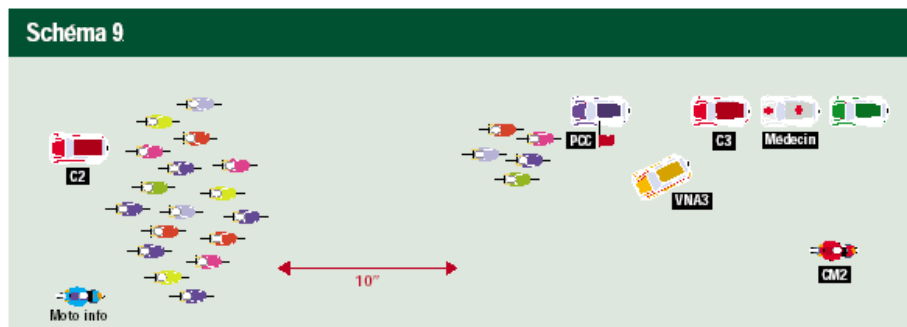 Schéma 9
C2
PCC
C3
Médecin
VNA3
CM2
10"
Moto info